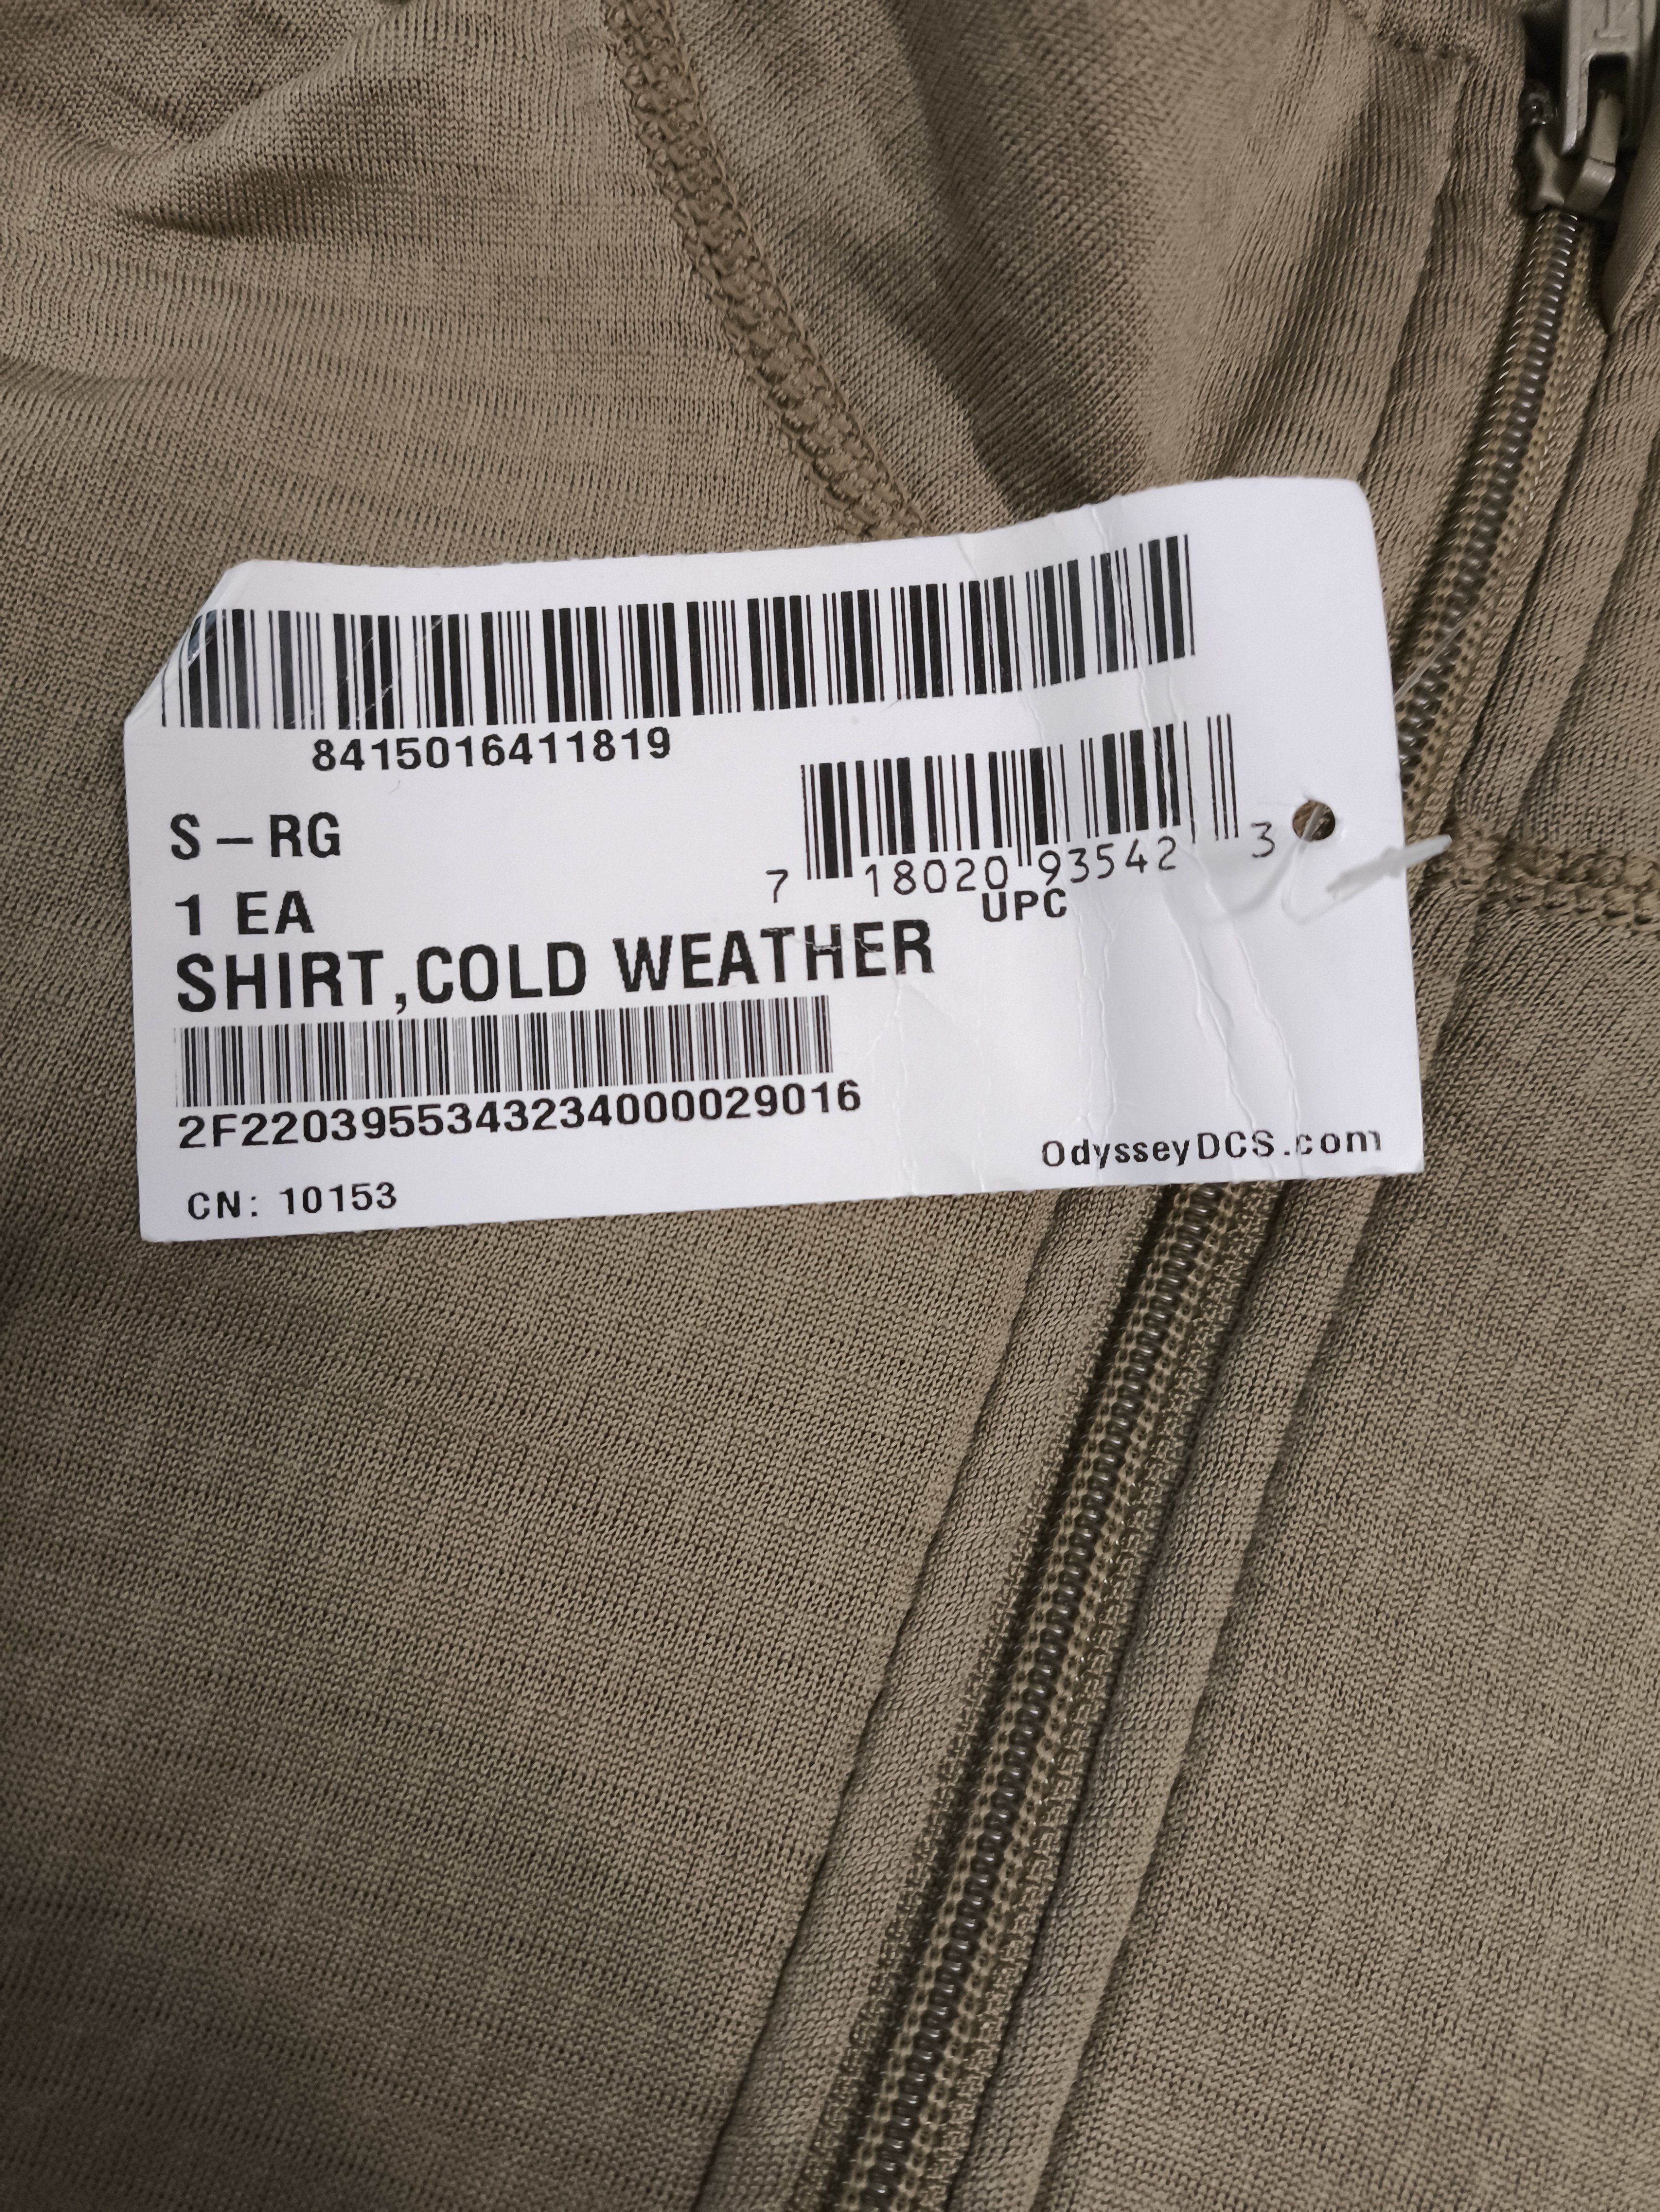 8415016411819
S – RG
7 18020 93542 3
1 EA
UPC
SHIRT,COLD WEATHER
2F2203955343234000029016
CN: 10153
OdysseyDCS.com